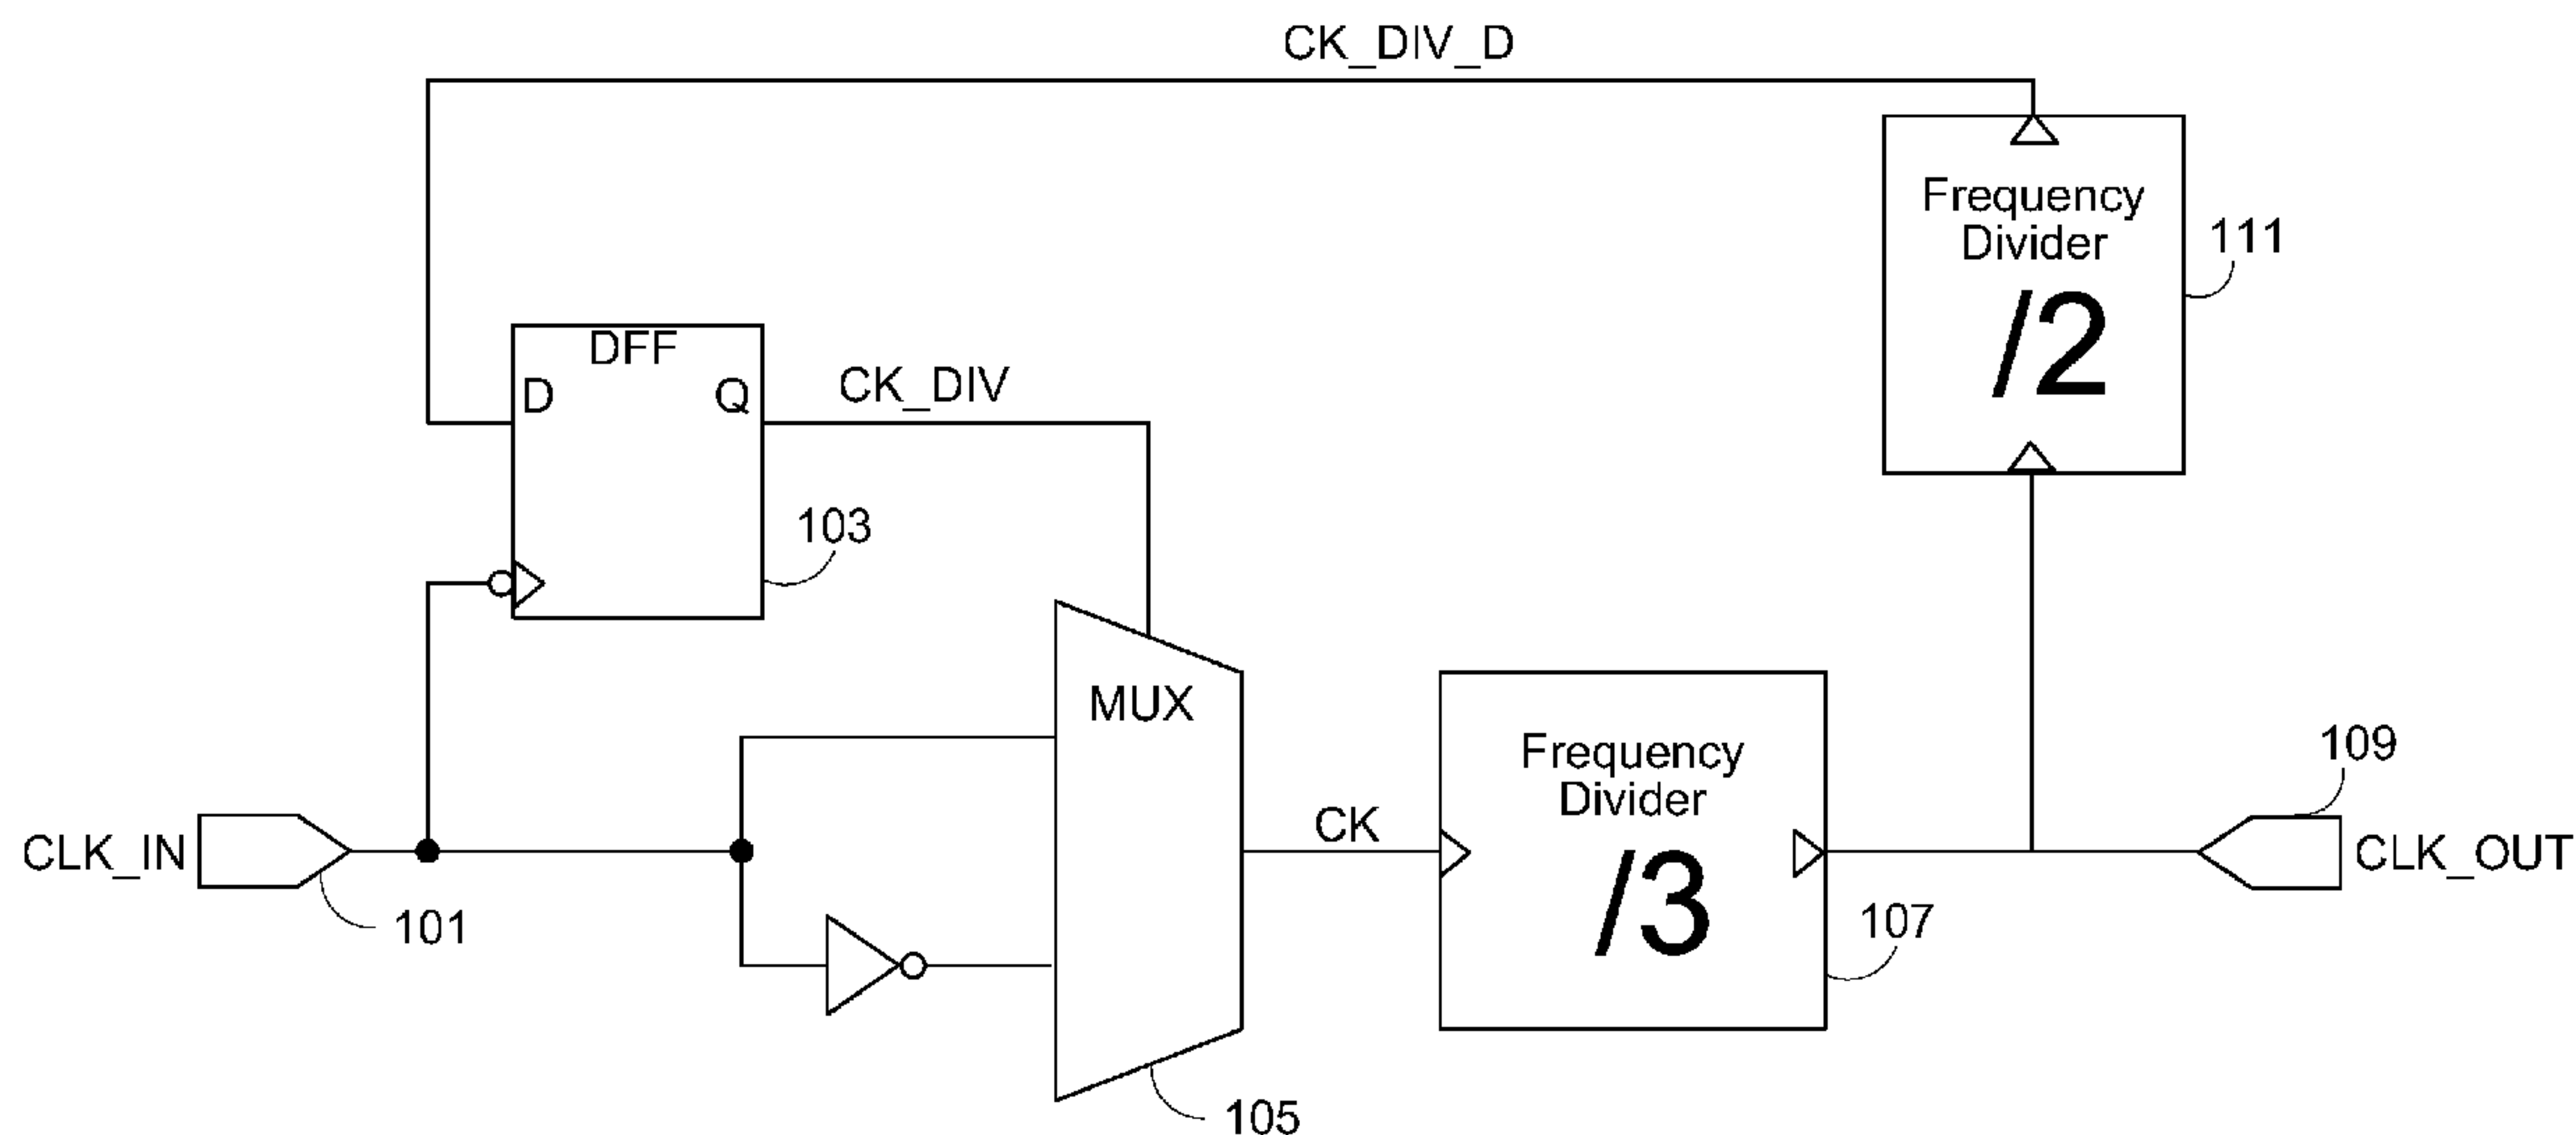 CK_DIV_D
Frequency
Divider
/2
111
DFF
D
Q
CK_DIV
103
MUX
CLK_IN
101
105
CK
Frequency
Divider
/3
107
109
CLK_OUT